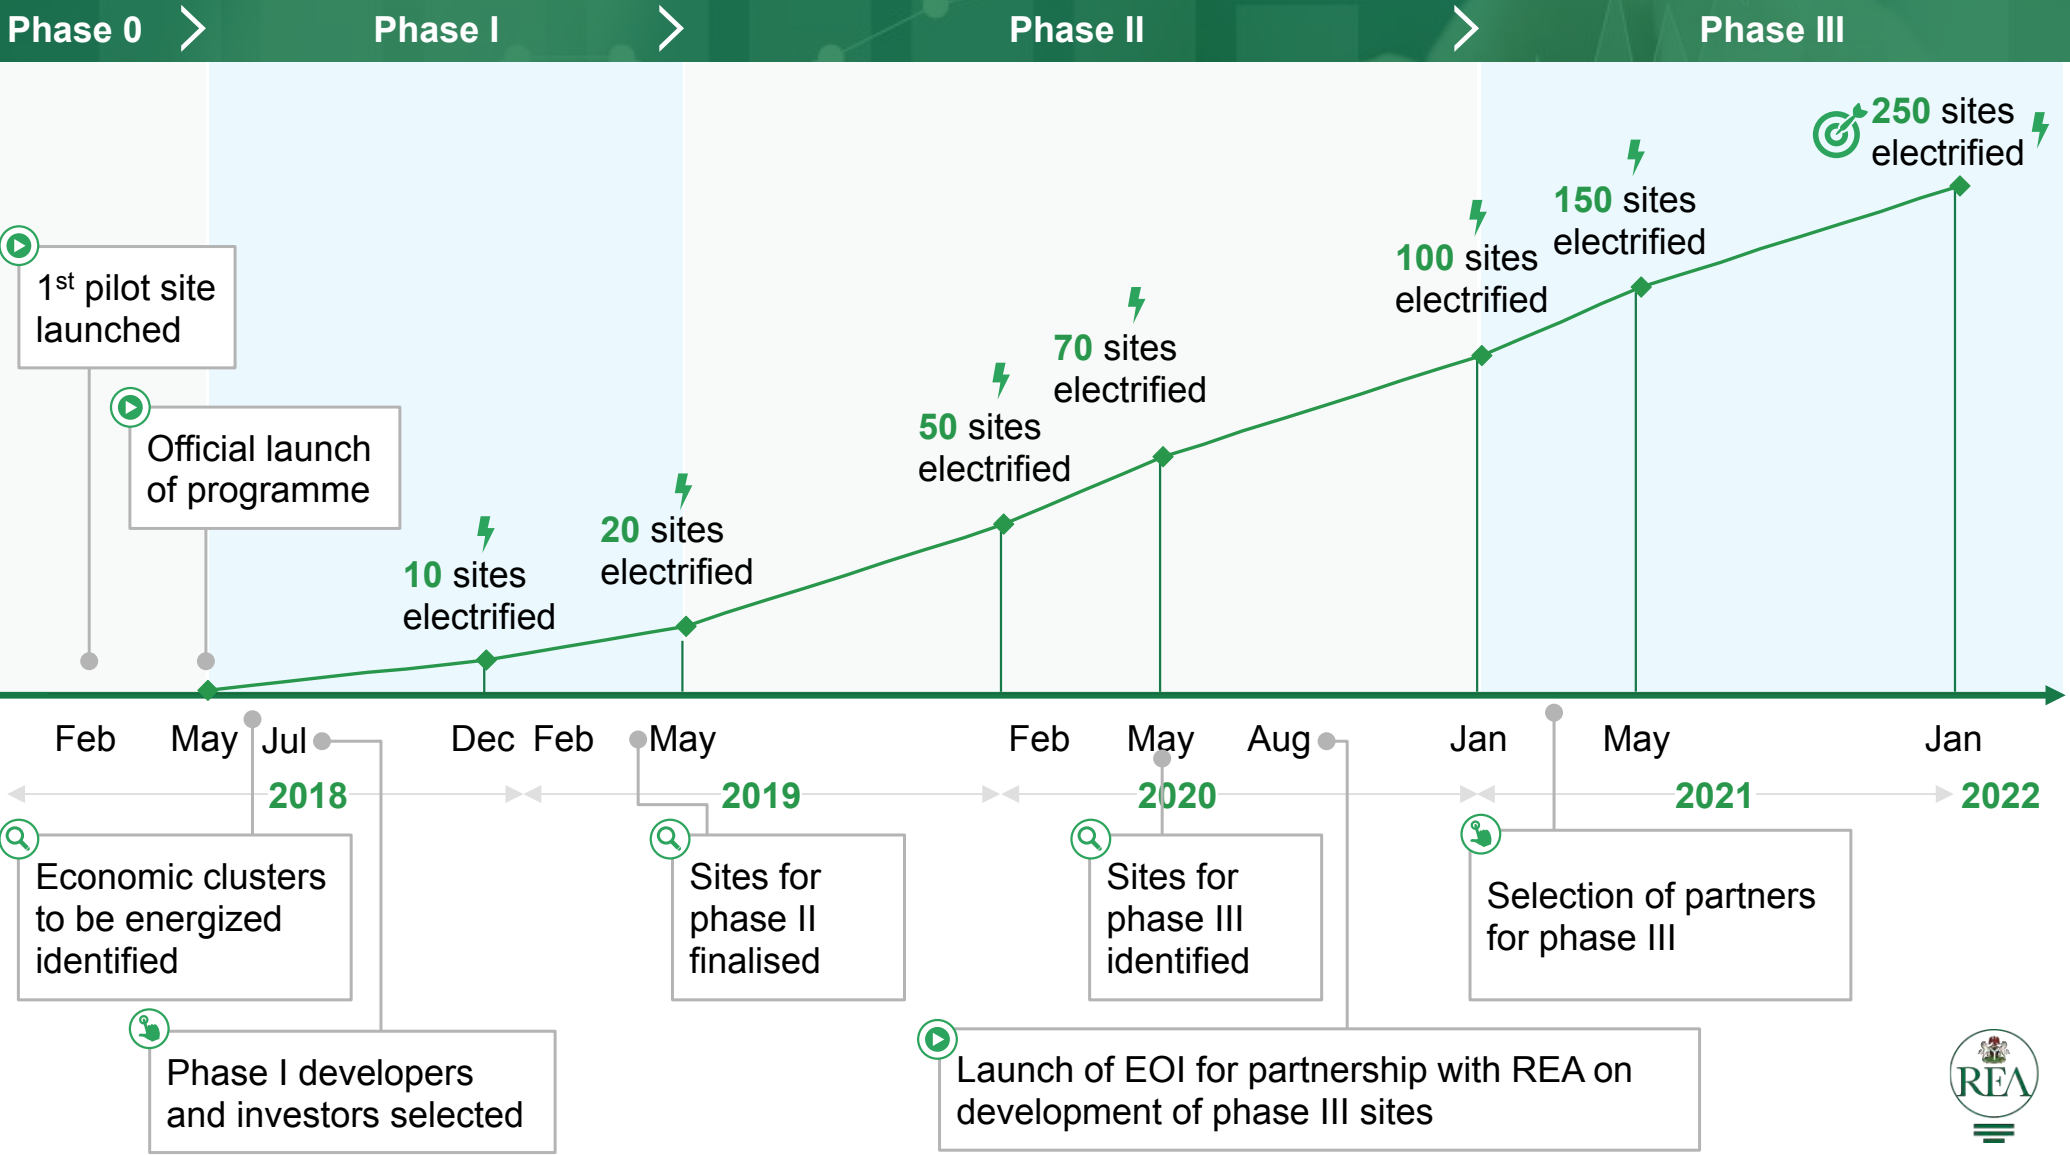 Phase 0
Phase I
Phase II
Phase III
250 sites
electrified
150 sites
electrified
100 sites
electrified
70 sites
electrified
50 sites
electrified
20 sites
electrified
10 sites
electrified
1st pilot site
launched
Official launch
of programme
Feb May Jul Dec Feb May Feb May Aug Jan May Jan
2018 2019 2020 2021 2022
Economic clusters
to be energized
identified
Sites for
phase II
finalised
Sites for
phase III
identified
Selection of partners
for phase III
Phase I developers
and investors selected
Launch of EOI for partnership with REA on
development of phase III sites
REA